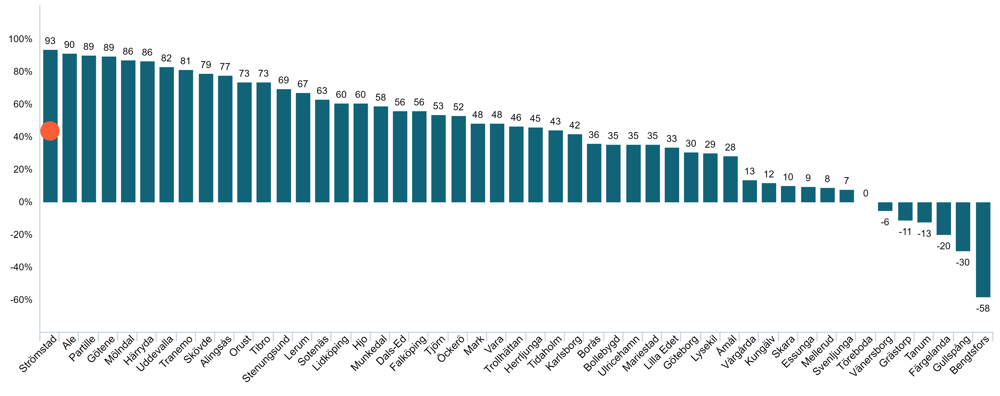 100%
80%
60%
40%
20%
0%
-20%
-40%
-60%
93
90
89
89
86
86
82
81
79
77
73
73
69
67
63
60
60
58
56
56
53
52
48
48
46
45
43
42
36
35
35
35
33
30
29
28
13
12
10
9
8
7
0
-6
-11
-13
-20
-30
-58
Strömstad
Ale
Partille
Götene
Mölndal
Härryda
Uddevalla
Tranemo
Skövde
Alingsås
Orust
Tibro
Stenungsund
Lerum
Sotenäs
Lidköping
Hjo
Munkedal
Dals-Ed
Falköping
Tjörn
Öckerö
Mark
Vara
Trollhättan
Herrljunga
Tidaholm
Karlsborg
Borås
Bollebygd
Ulricehamn
Mariestad
Lilla Edet
Göteborg
Lysekil
Åmål
Vårgårda
Kungälv
Skara
Essunga
Mellerud
Svenljunga
Töreboda
Vänersborg
Grästorp
Tanum
Färgelanda
Gullspång
Bengtsfors